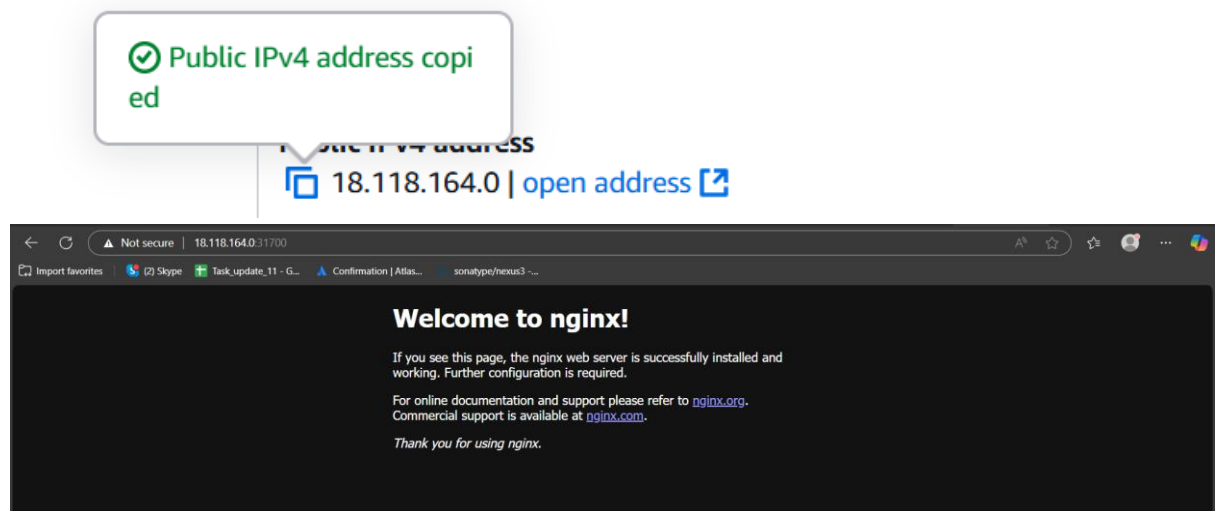 Public IPv4 address copi
ed
Public IPv4 address
18.118.164.0 | open address
Not secure | 18.118.164.0:31700
Import favorites (2) Skype Task_update_11 - G... Confirmation | Atlas... sonatype/nexus3 -...
Welcome to nginx!
If you see this page, the nginx web server is successfully installed and
working. Further configuration is required.
For online documentation and support please refer to nginx.org.
Commercial support is available at nginx.com.
Thank you for using nginx.